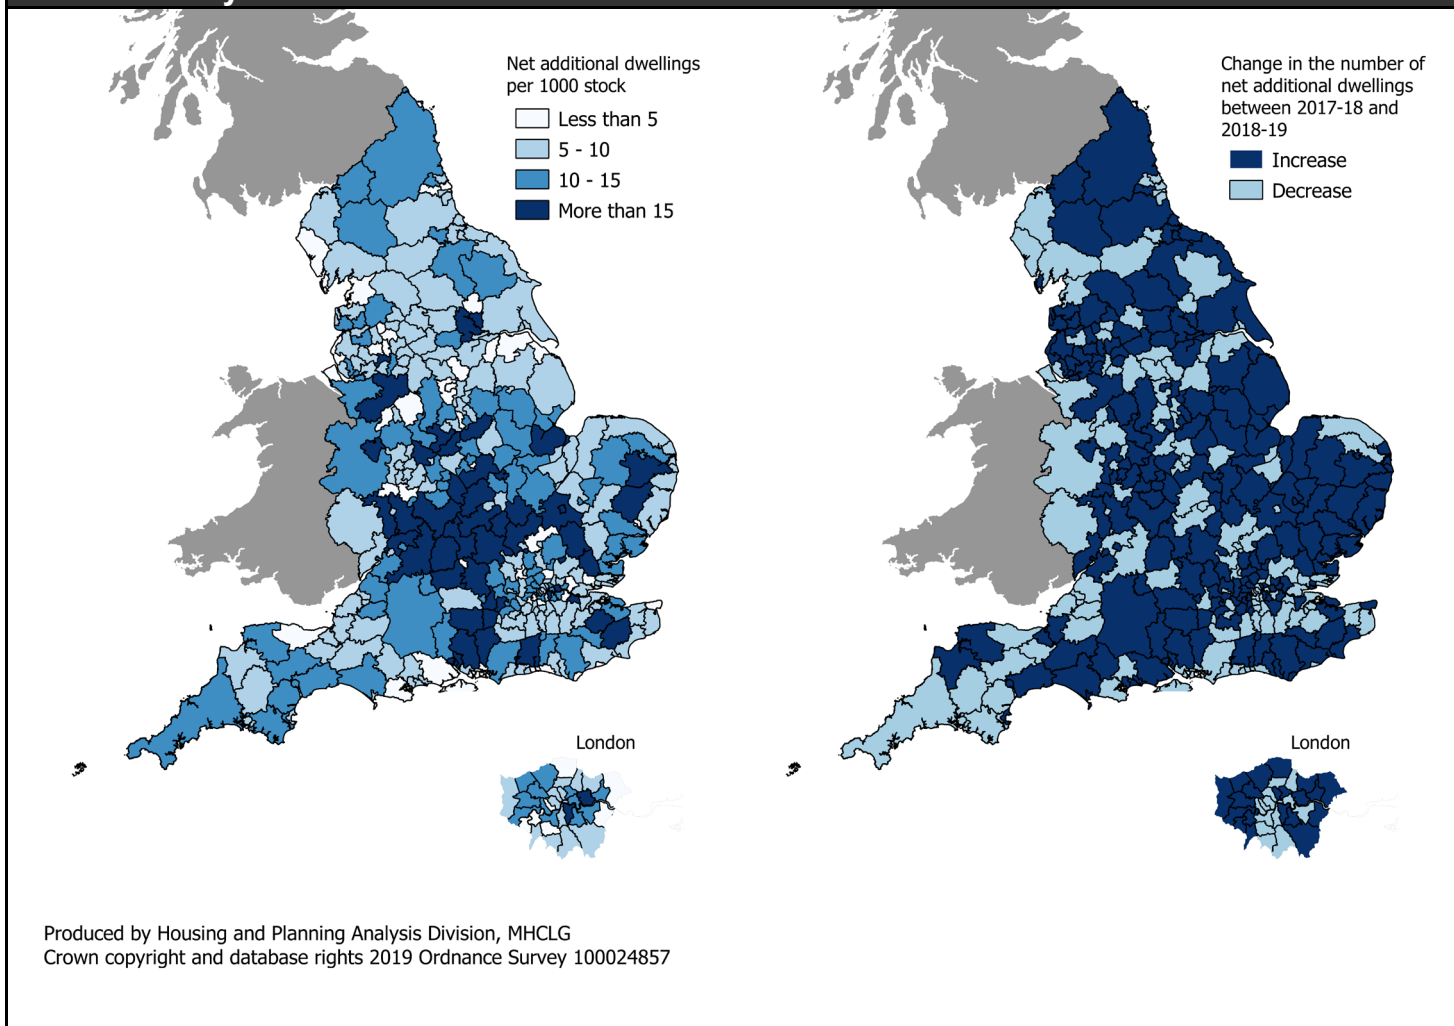 Net additional dwellings
per 1000 stock
Less than 5
5 - 10
10 - 15
More than 15
Change in the number of
net additional dwellings
between 2017-18 and
2018-19
Increase
Decrease
London
London
Produced by Housing and Planning Analysis Division, MHCLG
Crown copyright and database rights 2019 Ordnance Survey 100024857